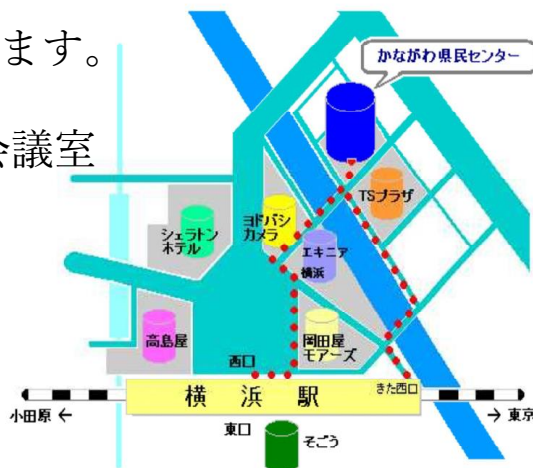 ます。
会議室
かながわ県民センター
TSプラザ
ヨドバシ
カメラ
シェラトン
ホテル
エキニア
横浜
高島屋
岡田屋
モアーズ
西口
きた西口
横浜駅
小田原 ←
→ 東京
東口
そごう